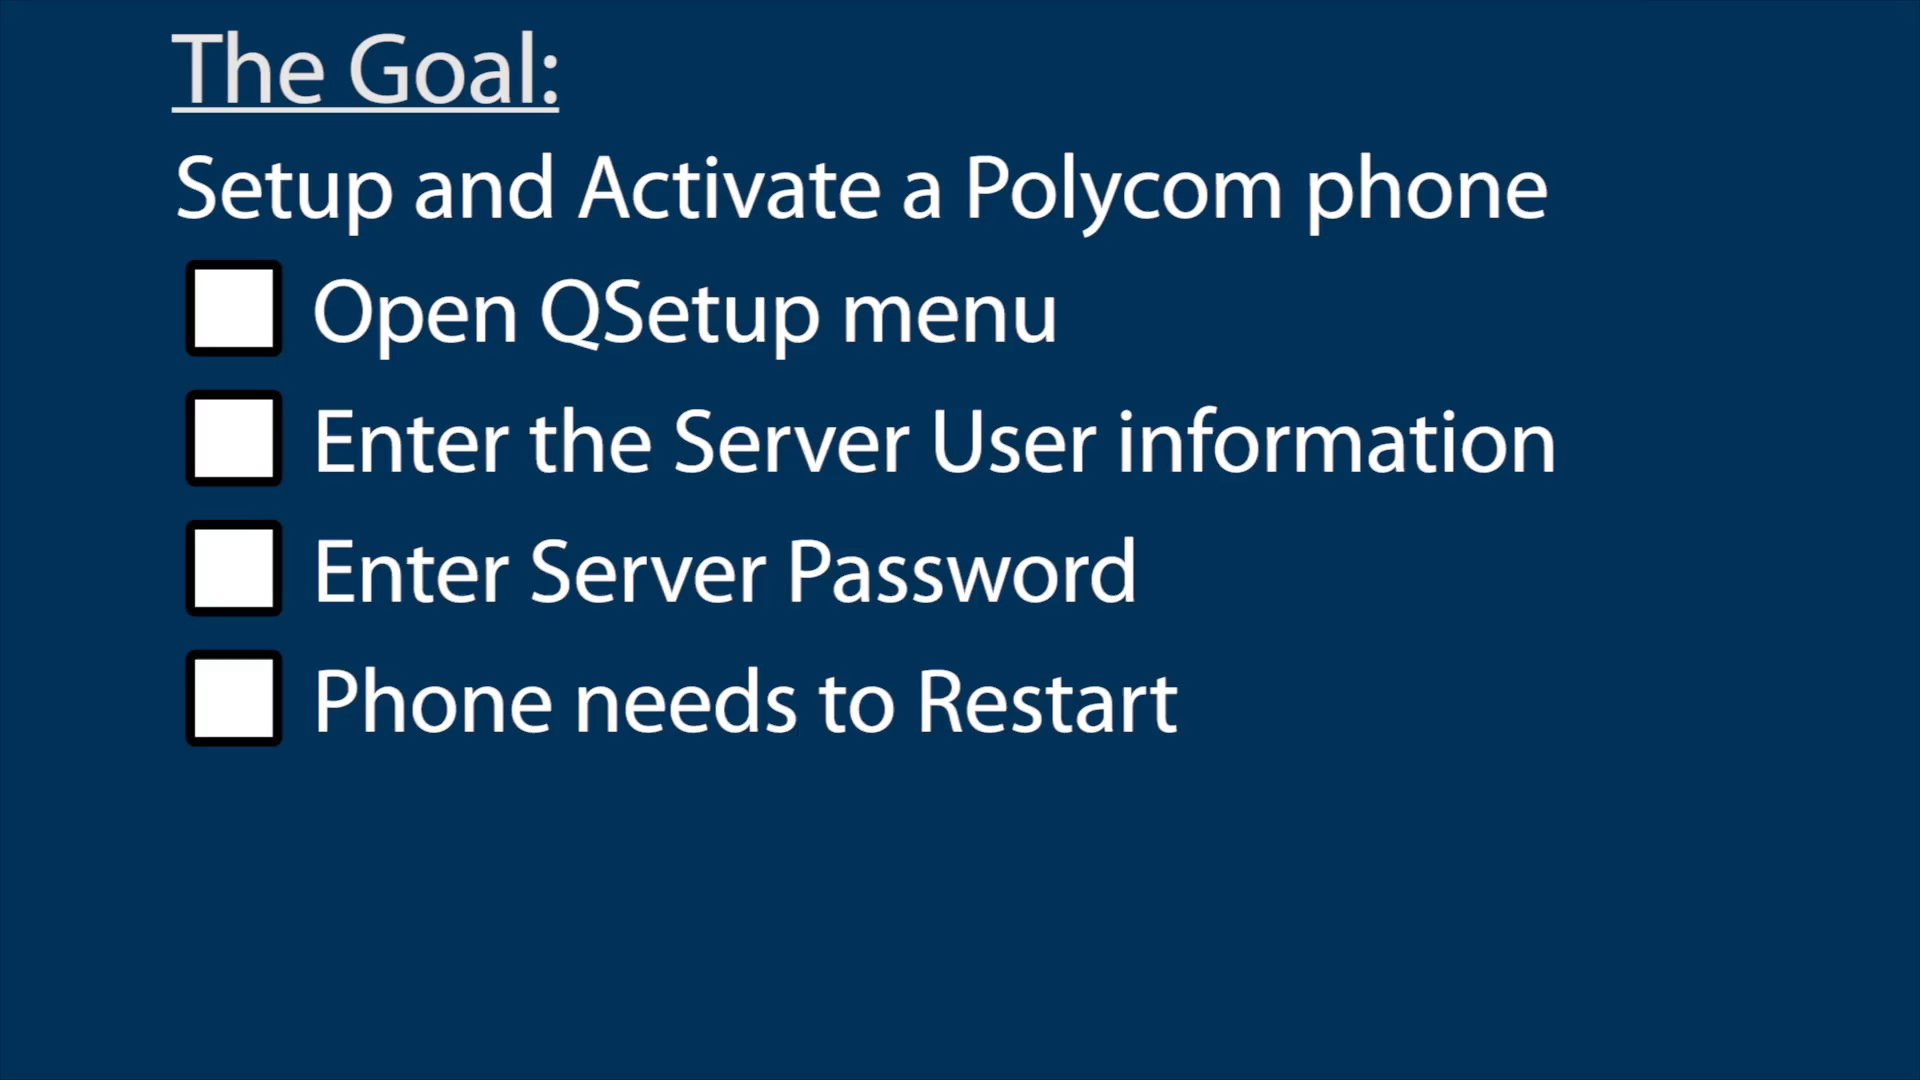 The Goal:
Setup and Activate a Polycom phone
Open QSetup menu
Enter the Server User information
Enter Server Password
Phone needs to Restart